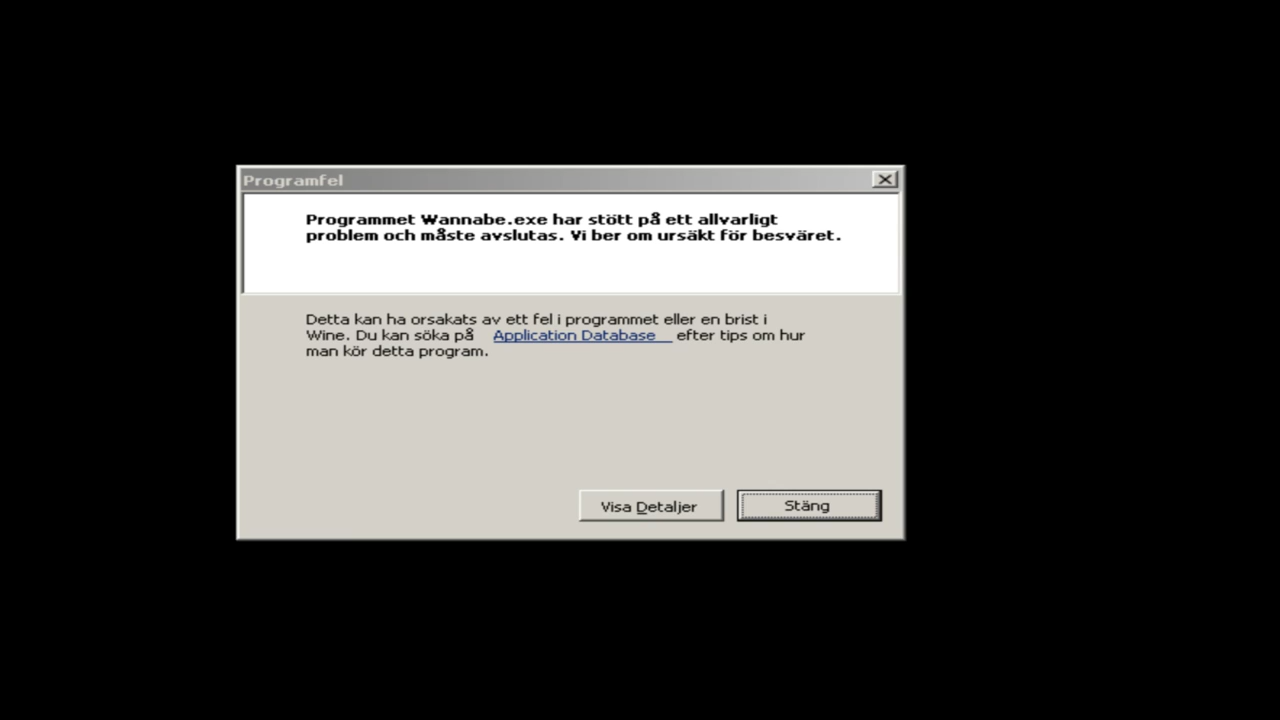 Programfel
Programmet Wannabe.exe har stött på ett allvarligt
problem och måste avslutas. Vi ber om ursäkt för besväret.
Detta kan ha orsakats av ett fel i programmet eller en brist i
Wine. Du kan söka på Application Database efter tips om hur
man kör detta program.
Visa Detaljer
Stäng